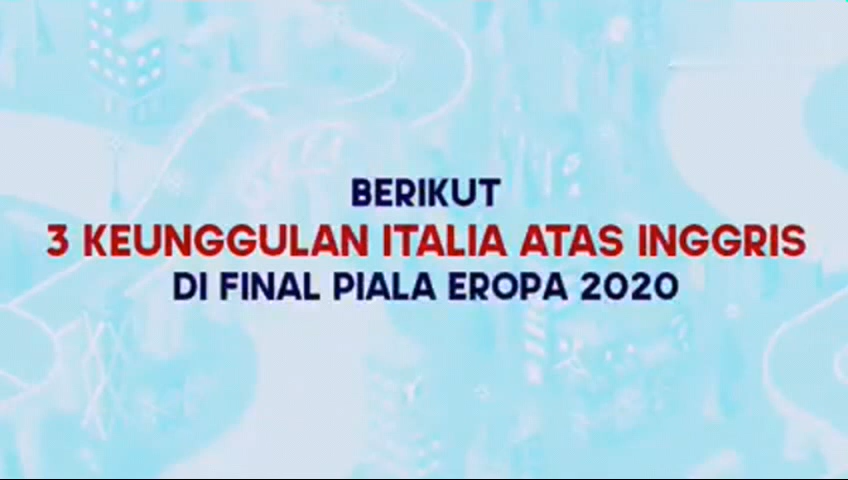 BERIKUT
3 KEUNGGULAN ITALIA ATAS INGGRIS
DI FINAL PIALA EROPA 2020